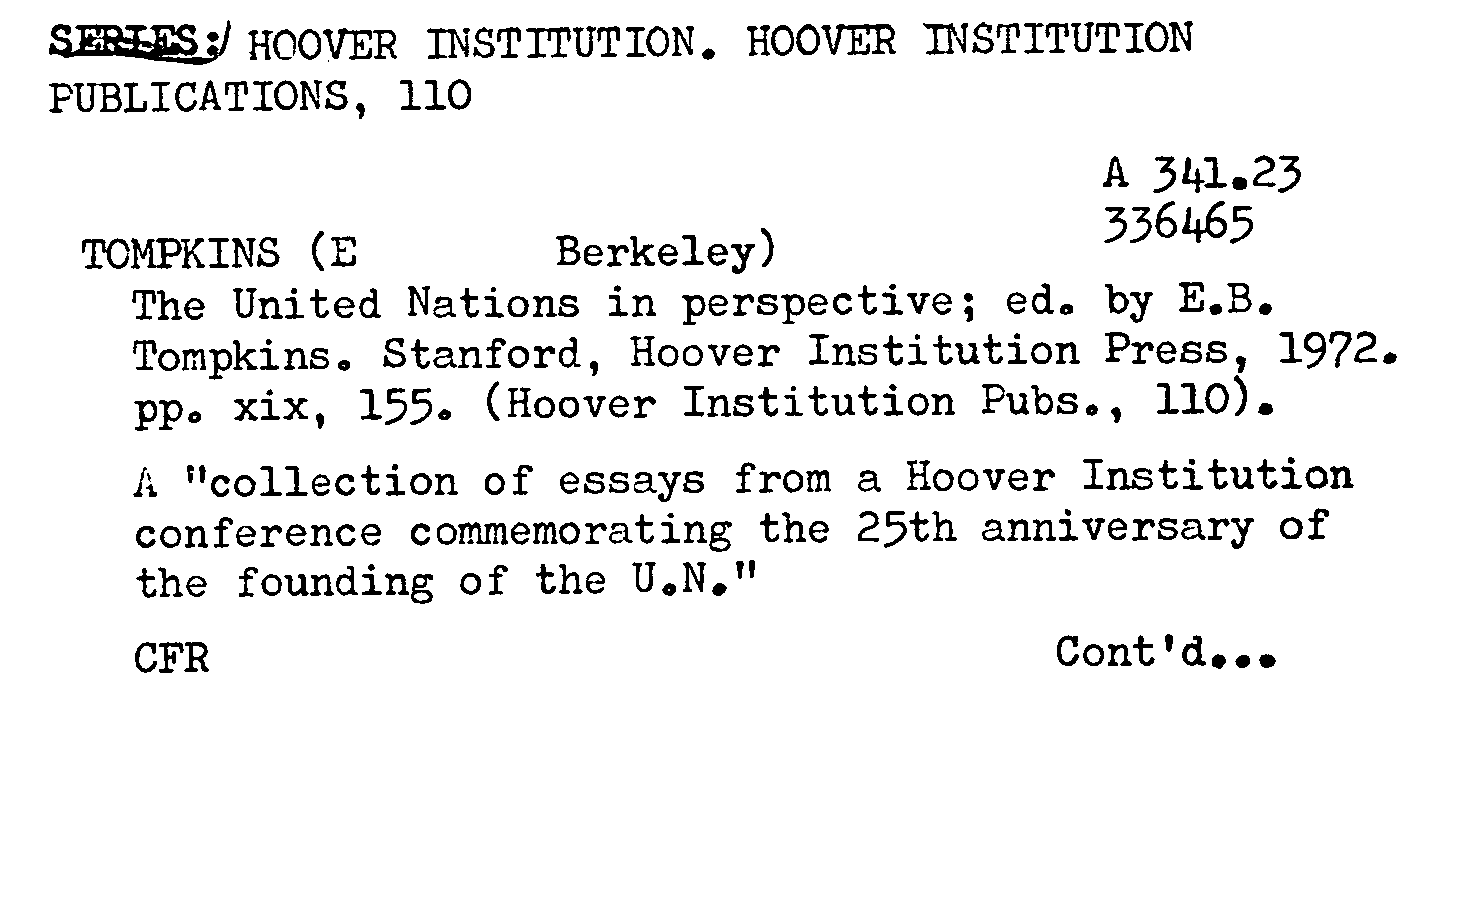 SERIES: HOOVER INSTITUTION. HOOVER INSTITUTION
PUBLICATIONS, 110
A 341.23
336465
TOMPKINS (E Berkeley)
The United Nations in perspective; ed. by E.B.
Tompkins. Stanford, Hoover Institution Press, 1972.
pp. xix, 155. (Hoover Institution Pubs., 110).
A "collection of essays from a Hoover Institution
conference commemorating the 25th anniversary of
the founding of the U.N."
CFR Cont'd...